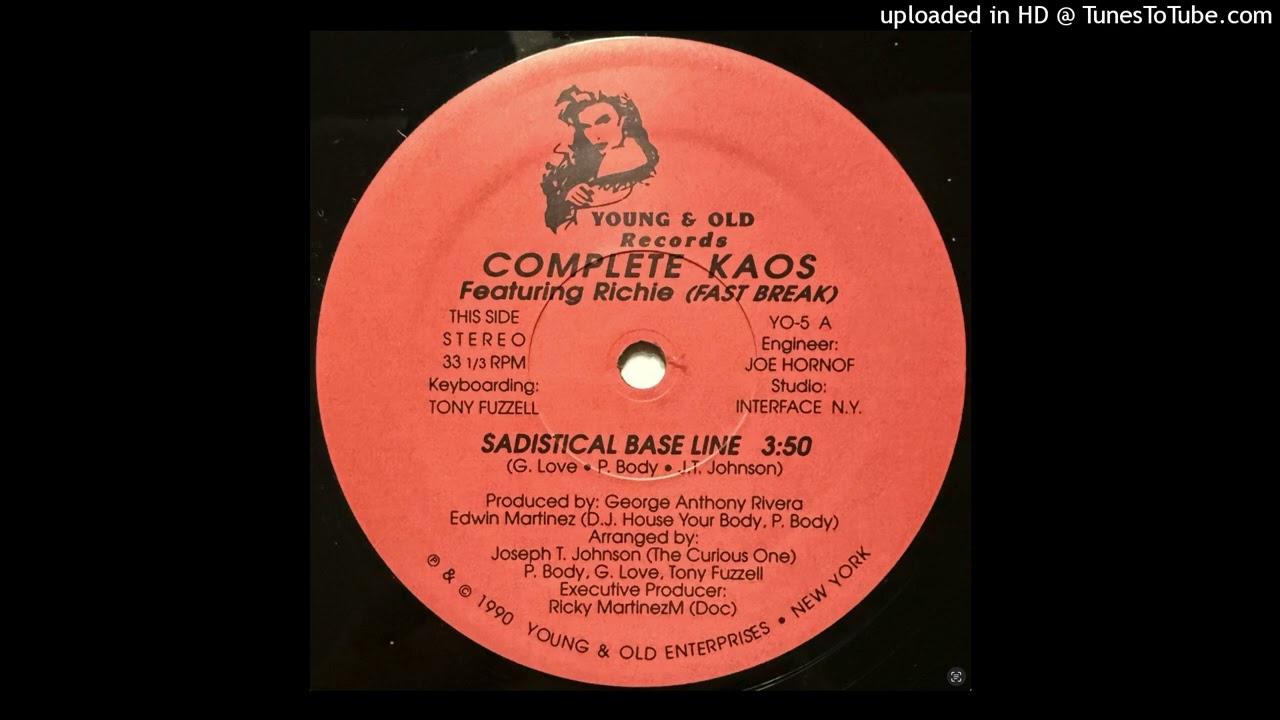 uploaded in HD @ TunesToTube.com
YOUNG & OLD
Records
COMPLETE KAOS
Featuring Richie (FAST BREAK)
THIS SIDE
STEREO
33 1/3 RPM
Keyboarding:
TONY FUZZELL
YO-5 A
Engineer:
JOE HORNOF
Studio:
INTERFACE N.Y.
SADISTICAL BASE LINE 3:50
(G. Love • P. Body • J.T. Johnson)
Produced by: George Anthony Rivera
Edwin Martinez (D.J. House Your Body, P. Body)
Arranged by:
Joseph T. Johnson (The Curious One)
P. Body, G. Love, Tony Fuzzell
Executive Producer:
Ricky MartinezM (Doc)
℗ & © 1990 YOUNG & OLD ENTERPRISES • NEW YORK